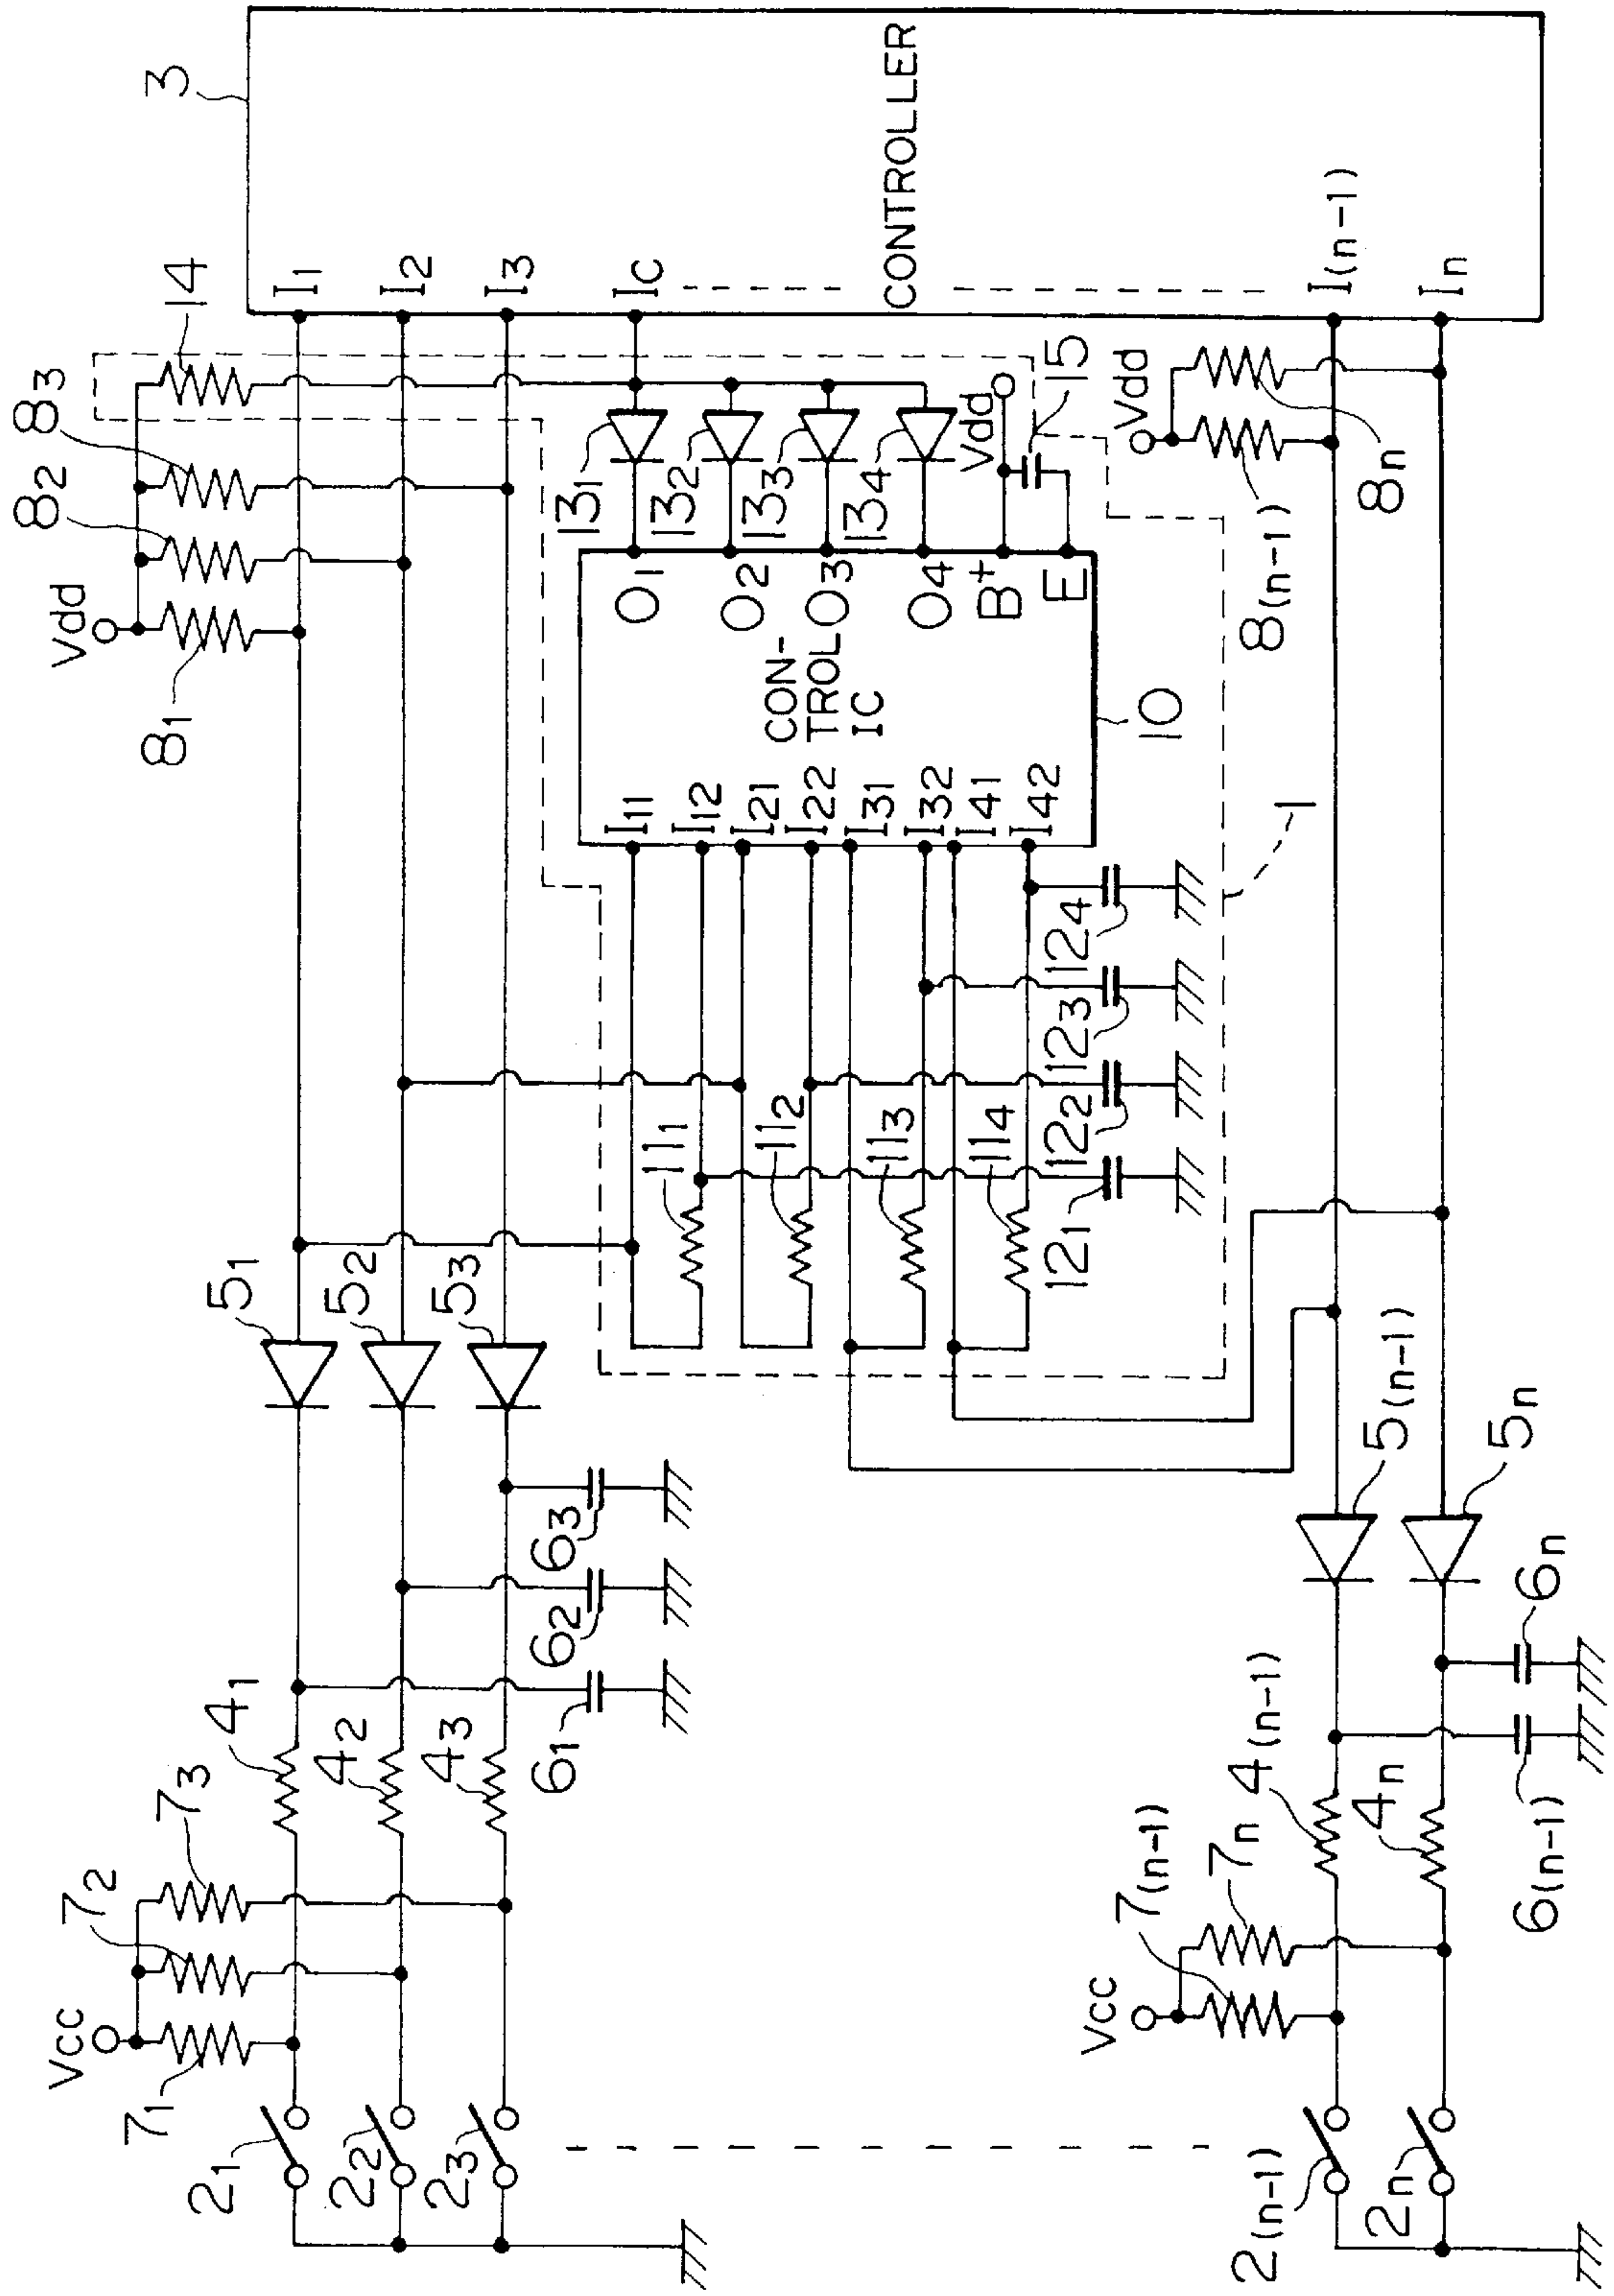 3
CONTROLLER
I1
I2
I3
IC
I(n-1)
In
14
83
82
81
Vdd
131
132
133
134
Vdd
15
Vdd
8n
8(n-1)
O1
O2
O3
O4
B+
E
CON-
TROL
IC
10
I11
I12
I21
I22
I31
I32
I41
I42
1
111
112
113
114
121
122
123
124
51
52
53
5(n-1)
5n
61
62
63
6(n-1)
6n
41
42
43
4(n-1)
4n
73
72
71
Vcc
7(n-1)
7n
Vcc
21
22
23
2(n-1)
2n